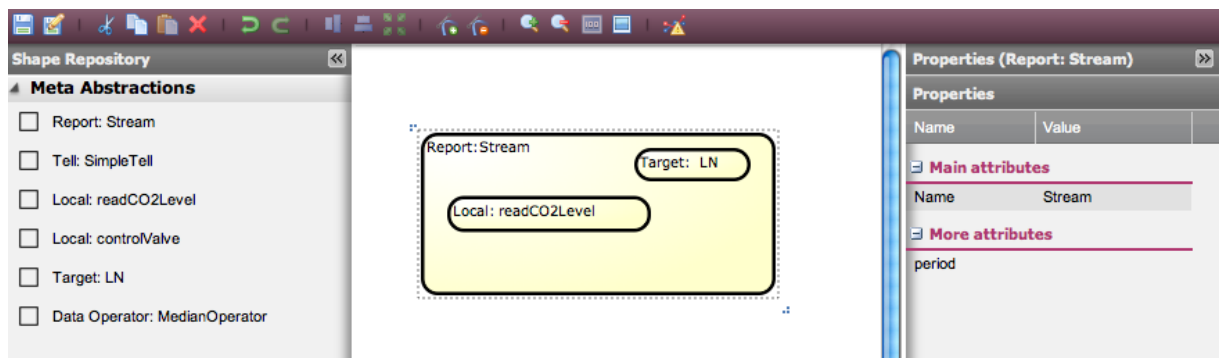 Shape Repository
Meta Abstractions
Report: Stream
Tell: SimpleTell
Local: readCO2Level
Local: controlValve
Target: LN
Data Operator: MedianOperator
Report:Stream
Target: LN
Local: readCO2Level
Properties (Report: Stream)
Properties
Name Value
Main attributes
Name Stream
More attributes
period